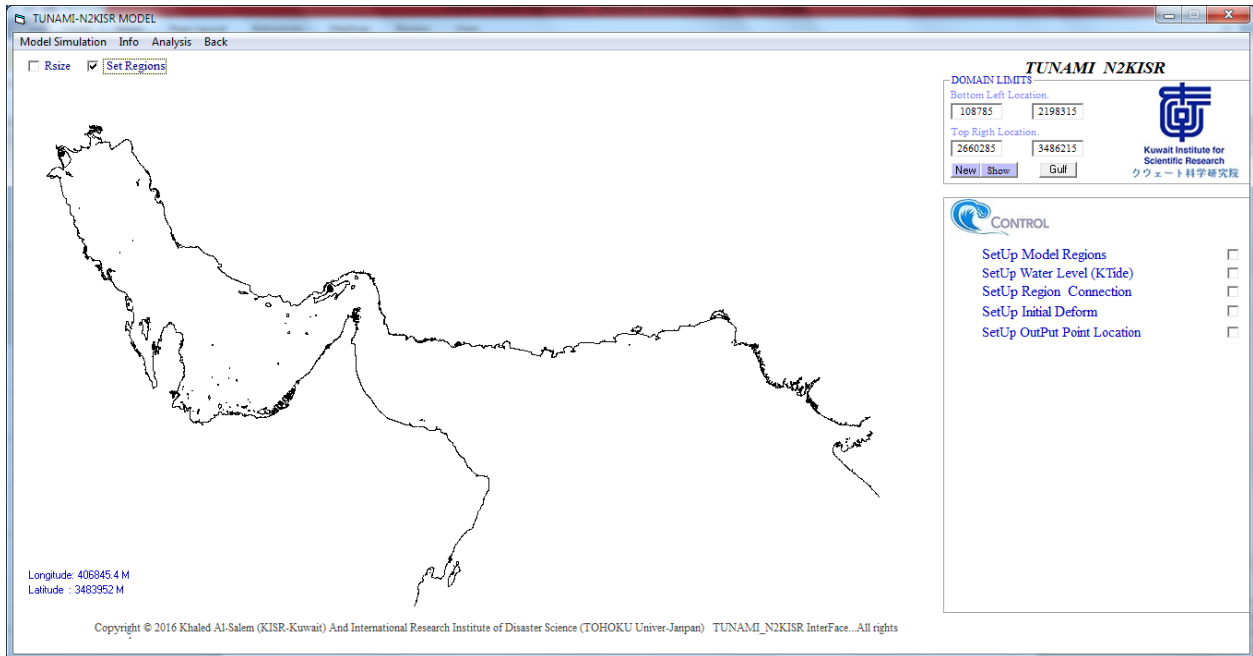 TUNAMI-N2KISR MODEL
Model Simulation Info Analysis Back
Rsize Set Regions
TUNAMI N2KISR
DOMAIN LIMITS
Bottom Left Location.
108785 2198315
Top Rigth Location.
2660285 3486215
New Show Gulf
Kuwait Institute for
Scientific Research
クウェート科学研究院
CONTROL
SetUp Model Regions
SetUp Water Level (KTide)
SetUp Region Connection
SetUp Initial Deform
SetUp OutPut Point Location
Longitude: 406845.4 M
Latitude : 3483952 M
Copyright © 2016 Khaled Al-Salem (KISR-Kuwait) And International Research Institute of Disaster Science (TOHOKU Univer-Janpan) TUNAMI_N2KISR InterFace...All rights